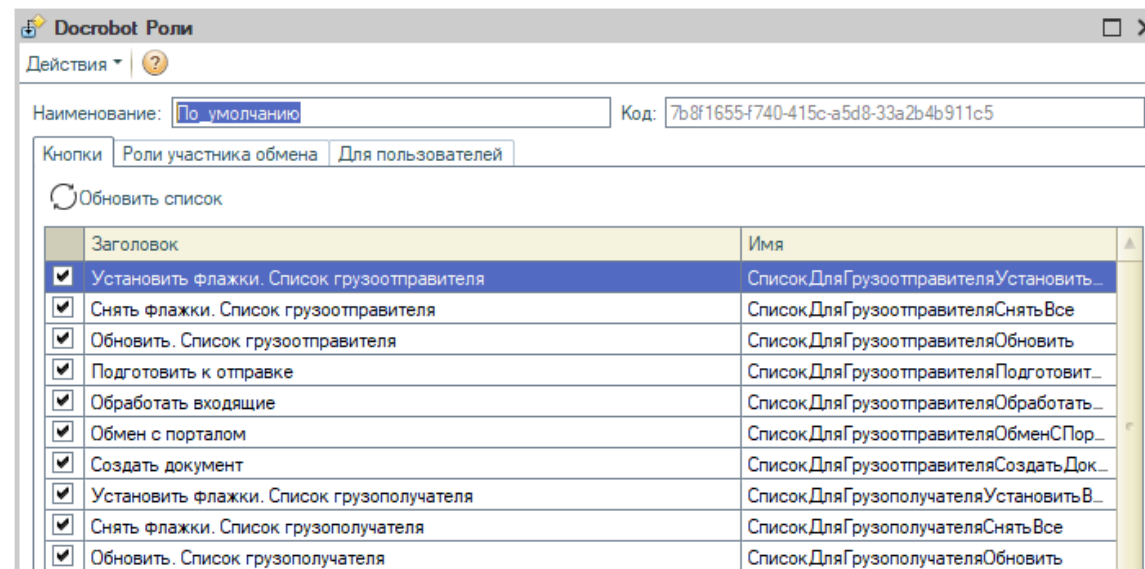 Docrobot Роли
Действия ?
Наименование: По_умолчанию Код: 7b8f1655-f740-415c-a5d8-33a2b4b911c5
Кнопки Роли участника обмена Для пользователей
Обновить список
Заголовок Имя
Установить флажки. Список грузоотправителя СписокДляГрузоотправителяУстановить...
Снять флажки. Список грузоотправителя СписокДляГрузоотправителяСнятьВсе
Обновить. Список грузоотправителя СписокДляГрузоотправителяОбновить
Подготовить к отправке СписокДляГрузоотправителяПодготовит...
Обработать входящие СписокДляГрузоотправителяОбработать...
Обмен с порталом СписокДляГрузоотправителяОбменСПор...
Создать документ СписокДляГрузоотправителяСоздатьДок...
Установить флажки. Список грузополучателя СписокДляГрузополучателяУстановитьВ...
Снять флажки. Список грузополучателя СписокДляГрузополучателяСнятьВсе
Обновить. Список грузополучателя СписокДляГрузополучателяОбновить